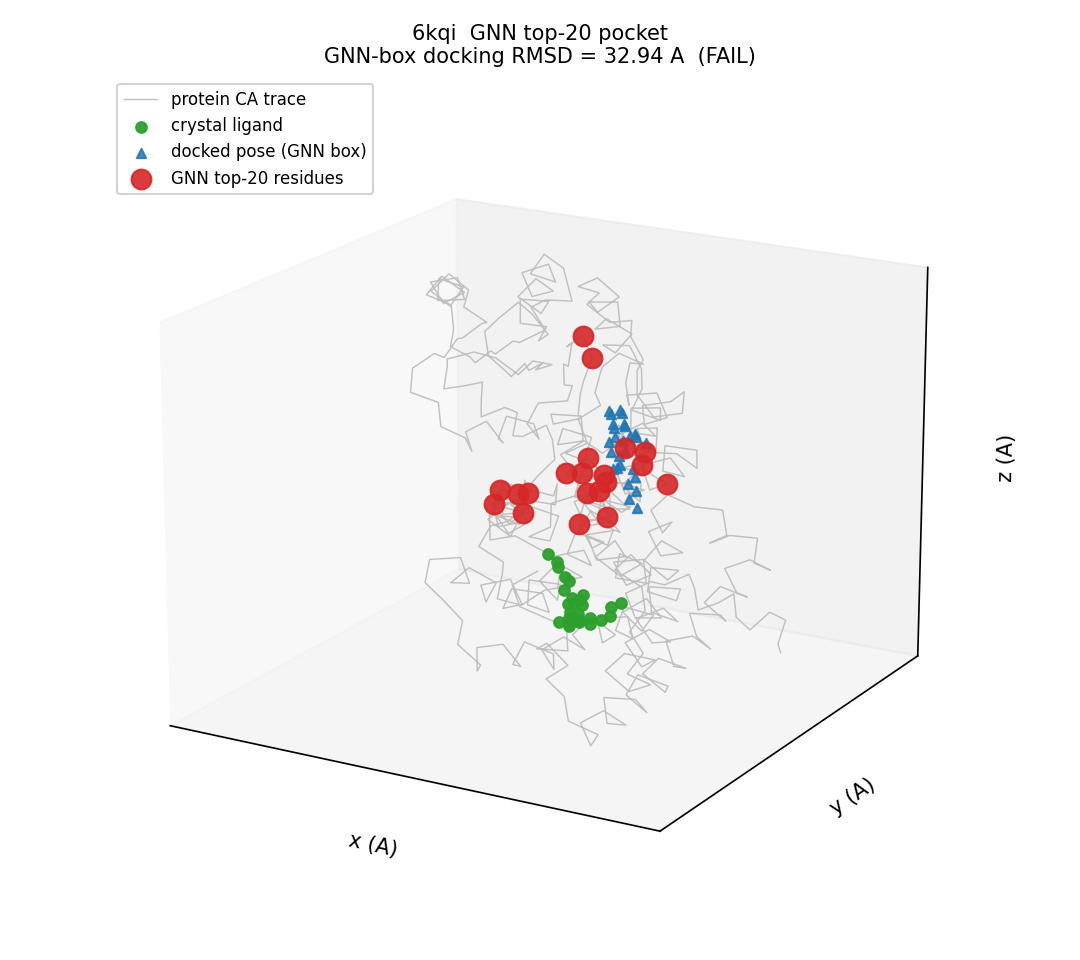 6kqi  GNN top-20 pocket
GNN-box docking RMSD = 32.94 A  (FAIL)
protein CA trace
crystal ligand
docked pose (GNN box)
GNN top-20 residues
z (A)
y (A)
x (A)